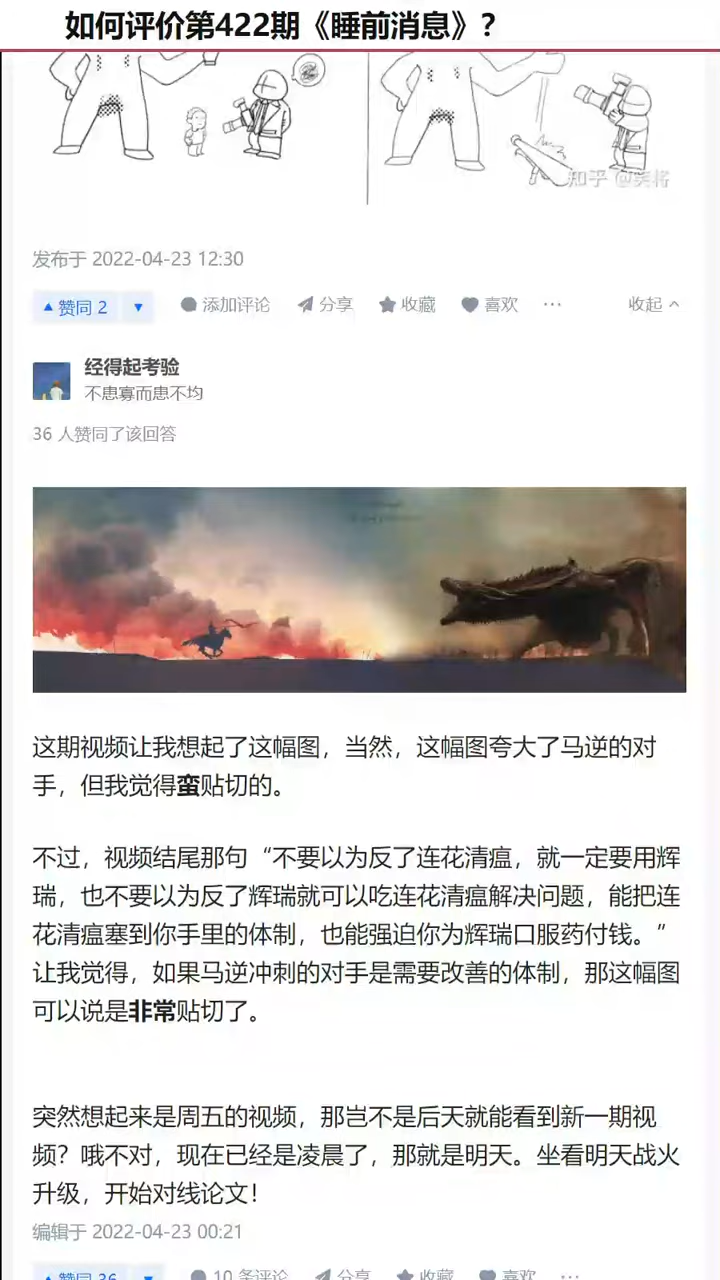 如何评价第422期《睡前消息》?
知乎 @笑将
发布于 2022-04-23 12:30
赞同 2 添加评论 分享 收藏 喜欢 ··· 收起
经得起考验
不患寡而患不均
36 人赞同了该回答
这期视频让我想起了这幅图，当然，这幅图夸大了马逆的对
手，但我觉得蛮贴切的。
不过，视频结尾那句“不要以为反了连花清瘟，就一定要用辉
瑞，也不要以为反了辉瑞就可以吃连花清瘟解决问题，能把连
花清瘟塞到你手里的体制，也能强迫你为辉瑞口服药付钱。”
让我觉得，如果马逆冲刺的对手是需要改善的体制，那这幅图
可以说是非常贴切了。
突然想起来是周五的视频，那岂不是后天就能看到新一期视
频？哦不对，现在已经是凌晨了，那就是明天。坐看明天战火
升级，开始对线论文！
编辑于 2022-04-23 00:21
赞同 36 10 条评论 分享 收藏 喜欢 ···